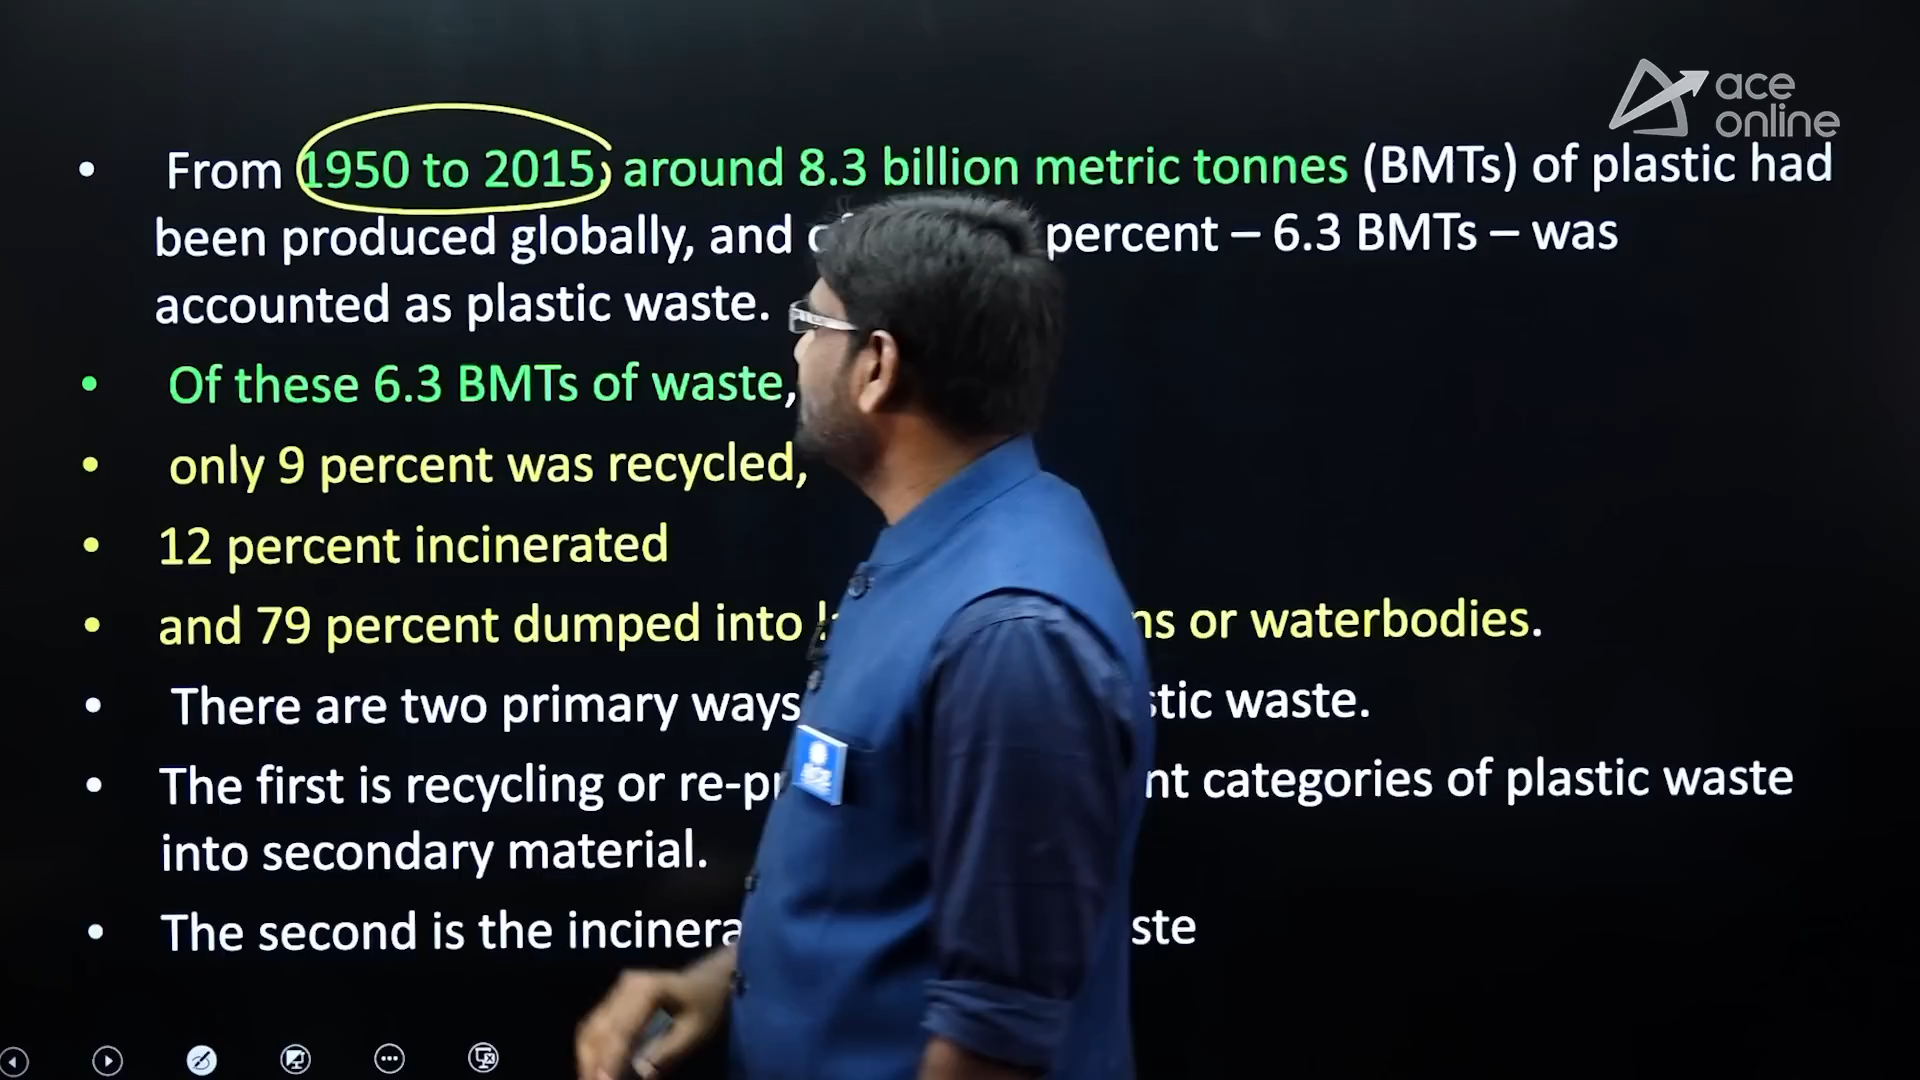 ace
online
• From 1950 to 2015, around 8.3 billion metric tonnes (BMTs) of plastic had
been produced globally, and percent – 6.3 BMTs – was
accounted as plastic waste.
• Of these 6.3 BMTs of waste,
• only 9 percent was recycled,
• 12 percent incinerated
• and 79 percent dumped into or waterbodies.
• There are two primary ways waste.
• The first is recycling or categories of plastic waste
into secondary material.
• The second is the